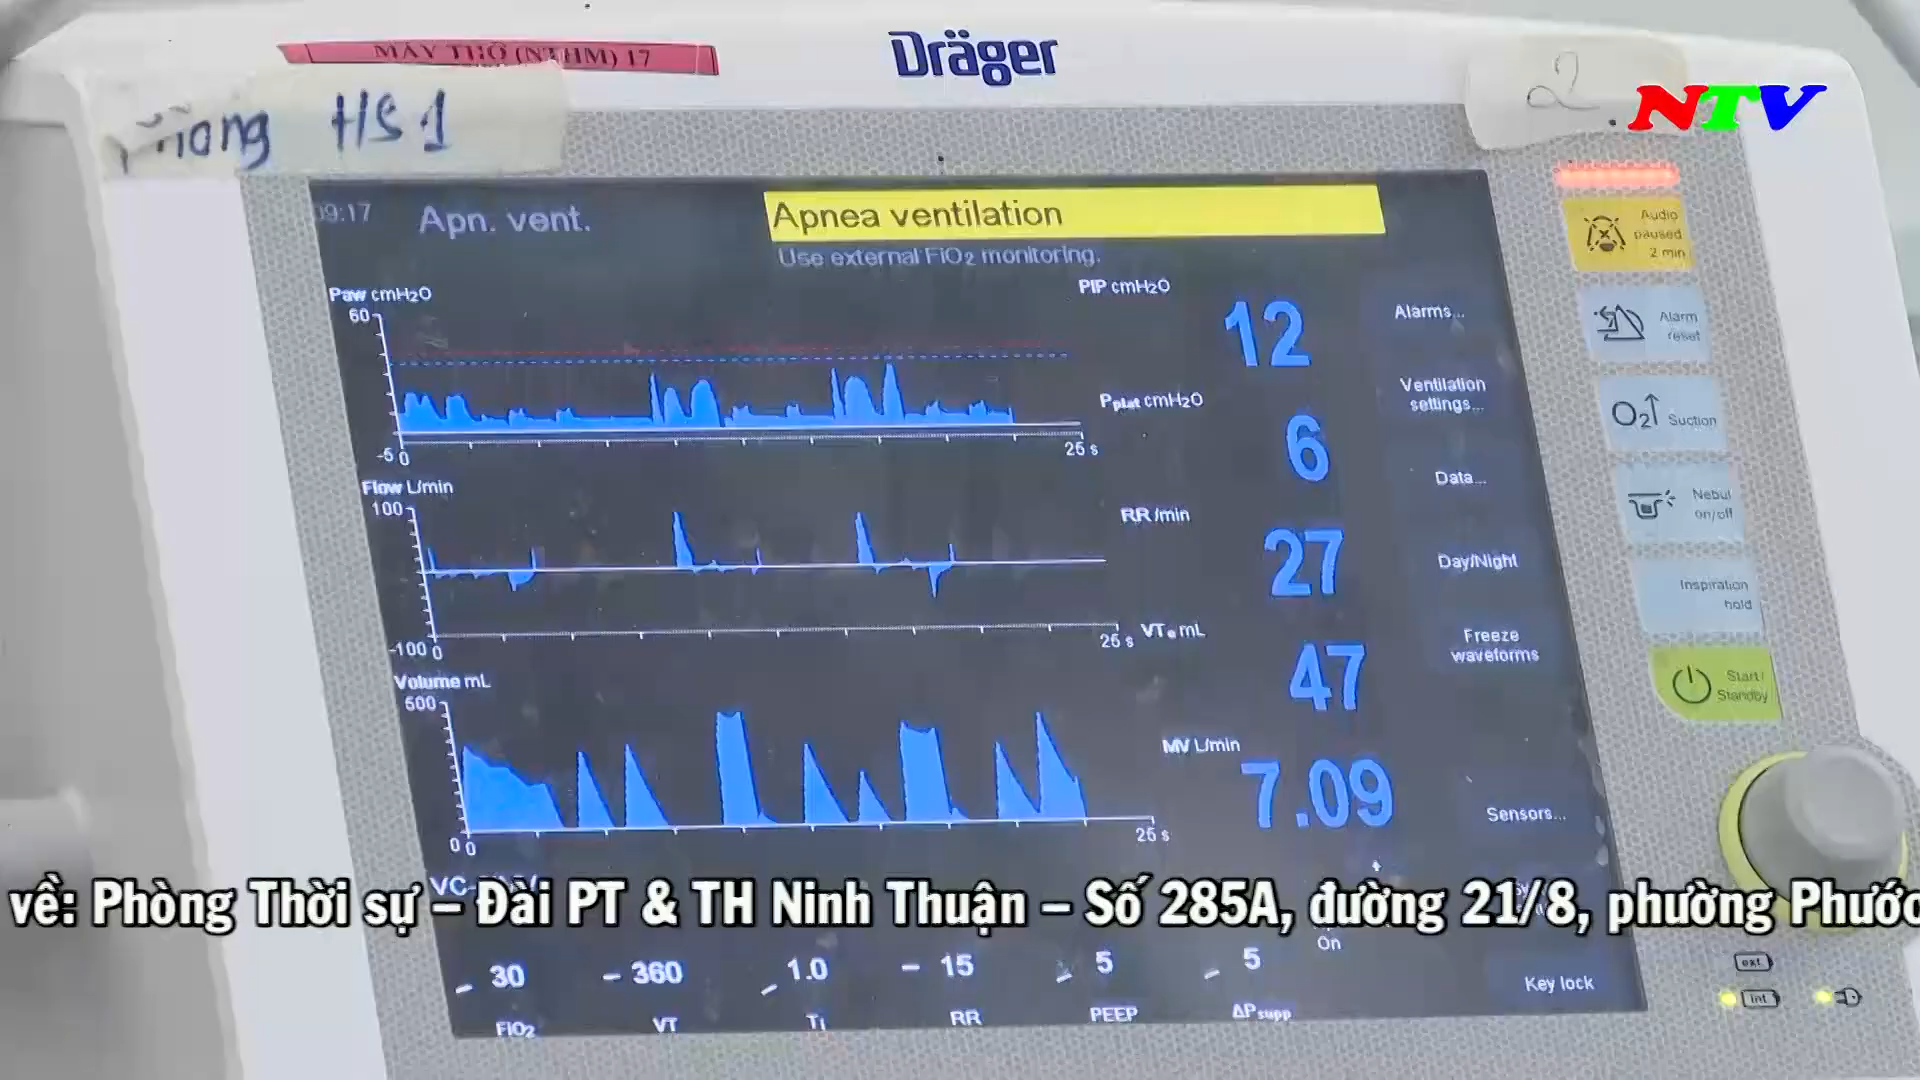 MÁY THỞ (NTHM) 17
Dräger
HS1
2
NTV
09:17
Apn. vent.
Apnea ventilation
Use external FiO2 monitoring.
Audio
paused
2 min
Alarm
reset
O2↑ Suction
Nebul
on/off
Inspiration
hold
Start/
Standby
Paw cmH2O
60
-5 0
25 s
Flow L/min
100
-100 0
25 s
Volume mL
500
0 0
25 s
PIP cmH2O
12
Pplat cmH2O
6
RR /min
27
VTe mL
47
MV L/min
7.09
Alarms...
Ventilation
settings...
Data...
Day/Night
Freeze
waveforms
Sensors...
về: Phòng Thời sự – Đài PT & TH Ninh Thuận – Số 285A, đường 21/8, phường Phước
On
30
360
1.0
15
5
5
FiO2
VT
Ti
RR
PEEP
ΔPsupp
Key lock
ext
int